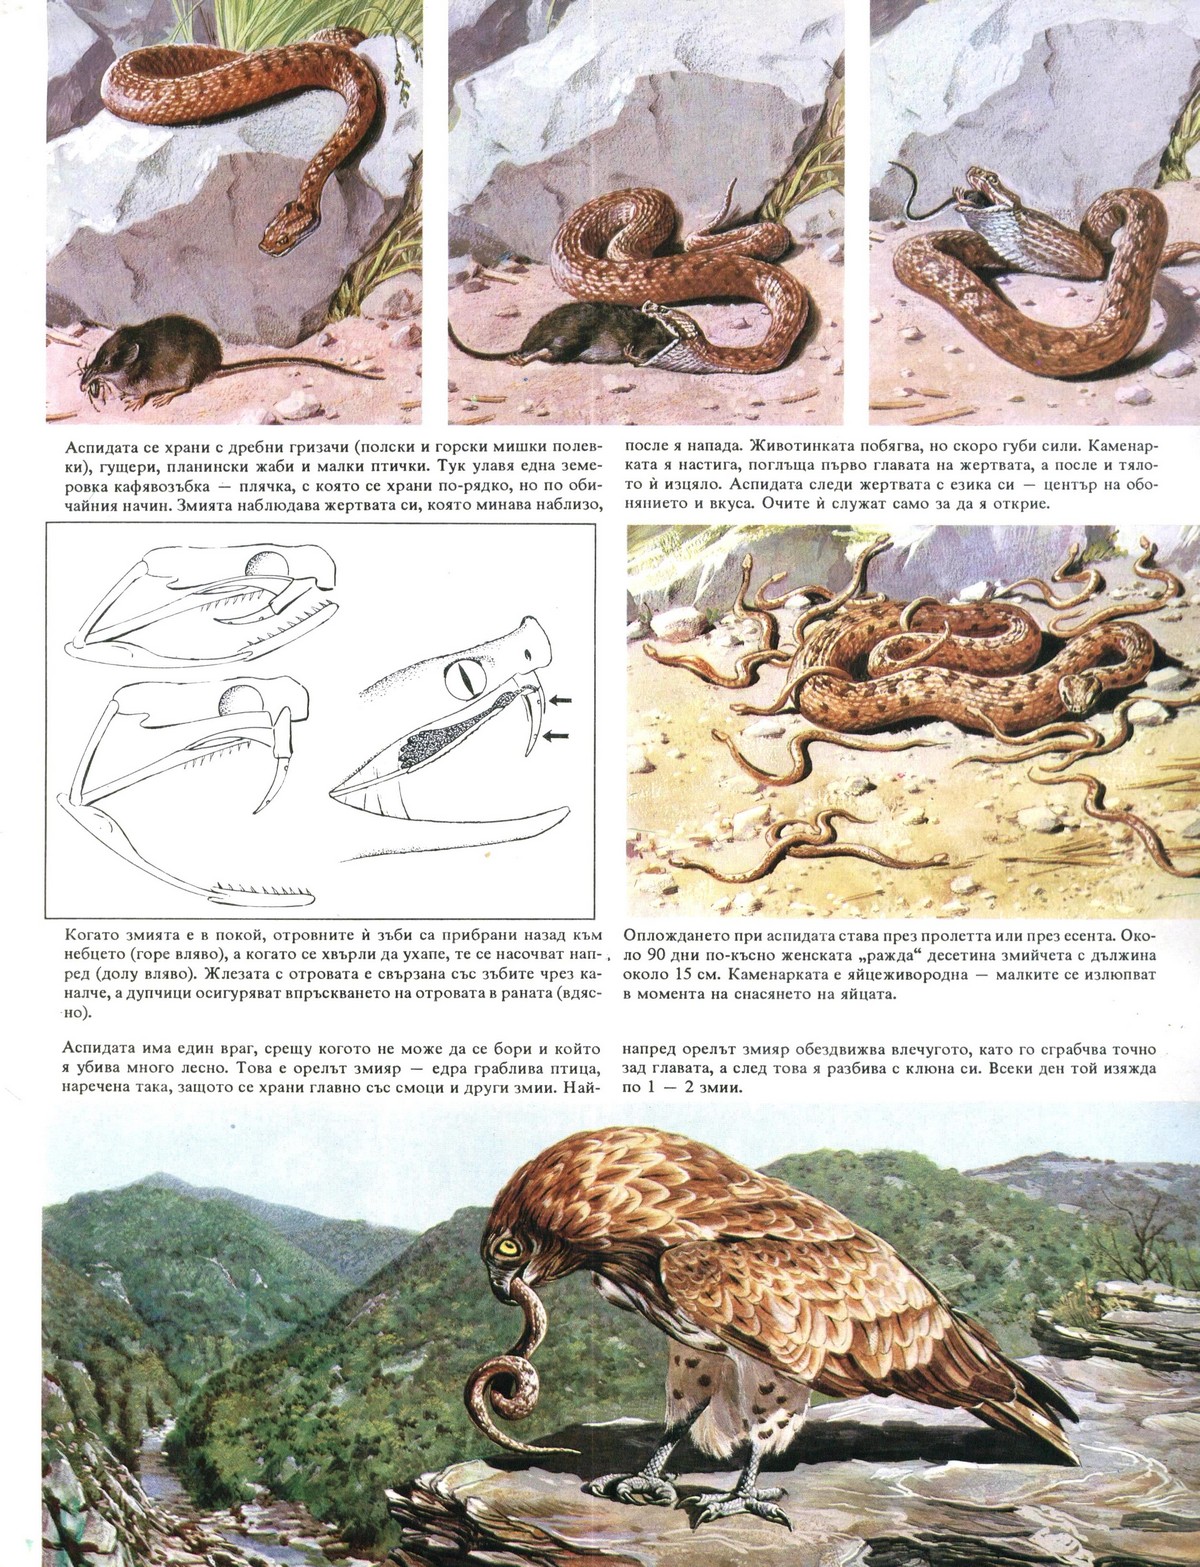 Аспидата се храни с дребни гризачи (полски и горски мишки полев-
ки), гущери, планински жаби и малки птички. Тук улавя една земе-
ровка кафявозъбка — плячка, с която се храни по-рядко, но по оби-
чайния начин. Змията наблюдава жертвата си, която минава наблизо,
после я напада. Животинката побягва, но скоро губи сили. Каменар-
ката я настига, поглъща първо главата на жертвата, а после и тяло-
то ѝ изцяло. Аспидата следи жертвата с езика си — център на обо-
нянието и вкуса. Очите ѝ служат само за да я открие.
Когато змията е в покой, отровните ѝ зъби са прибрани назад към
небцето (горе вляво), а когато се хвърли да ухапе, те се насочват нап-
ред (долу вляво). Жлезата с отровата е свързана със зъбите чрез ка-
налче, а дупчици осигуряват впръскването на отровата в раната (вдяс-
но).
Оплождането при аспидата става през пролетта или през есента. Око-
ло 90 дни по-късно женската „ражда“ десетина змийчета с дължина
около 15 см. Каменарката е яйцеживородна — малките се излюпват
в момента на снасянето на яйцата.
Аспидата има един враг, срещу когото не може да се бори и който
я убива много лесно. Това е орелът змияр — едра граблива птица,
наречена така, защото се храни главно със смоци и други змии. Най-
напред орелът змияр обездвижва влечугото, като го сграбчва точно
зад главата, а след това я разбива с клюна си. Всеки ден той изяжда
по 1 — 2 змии.